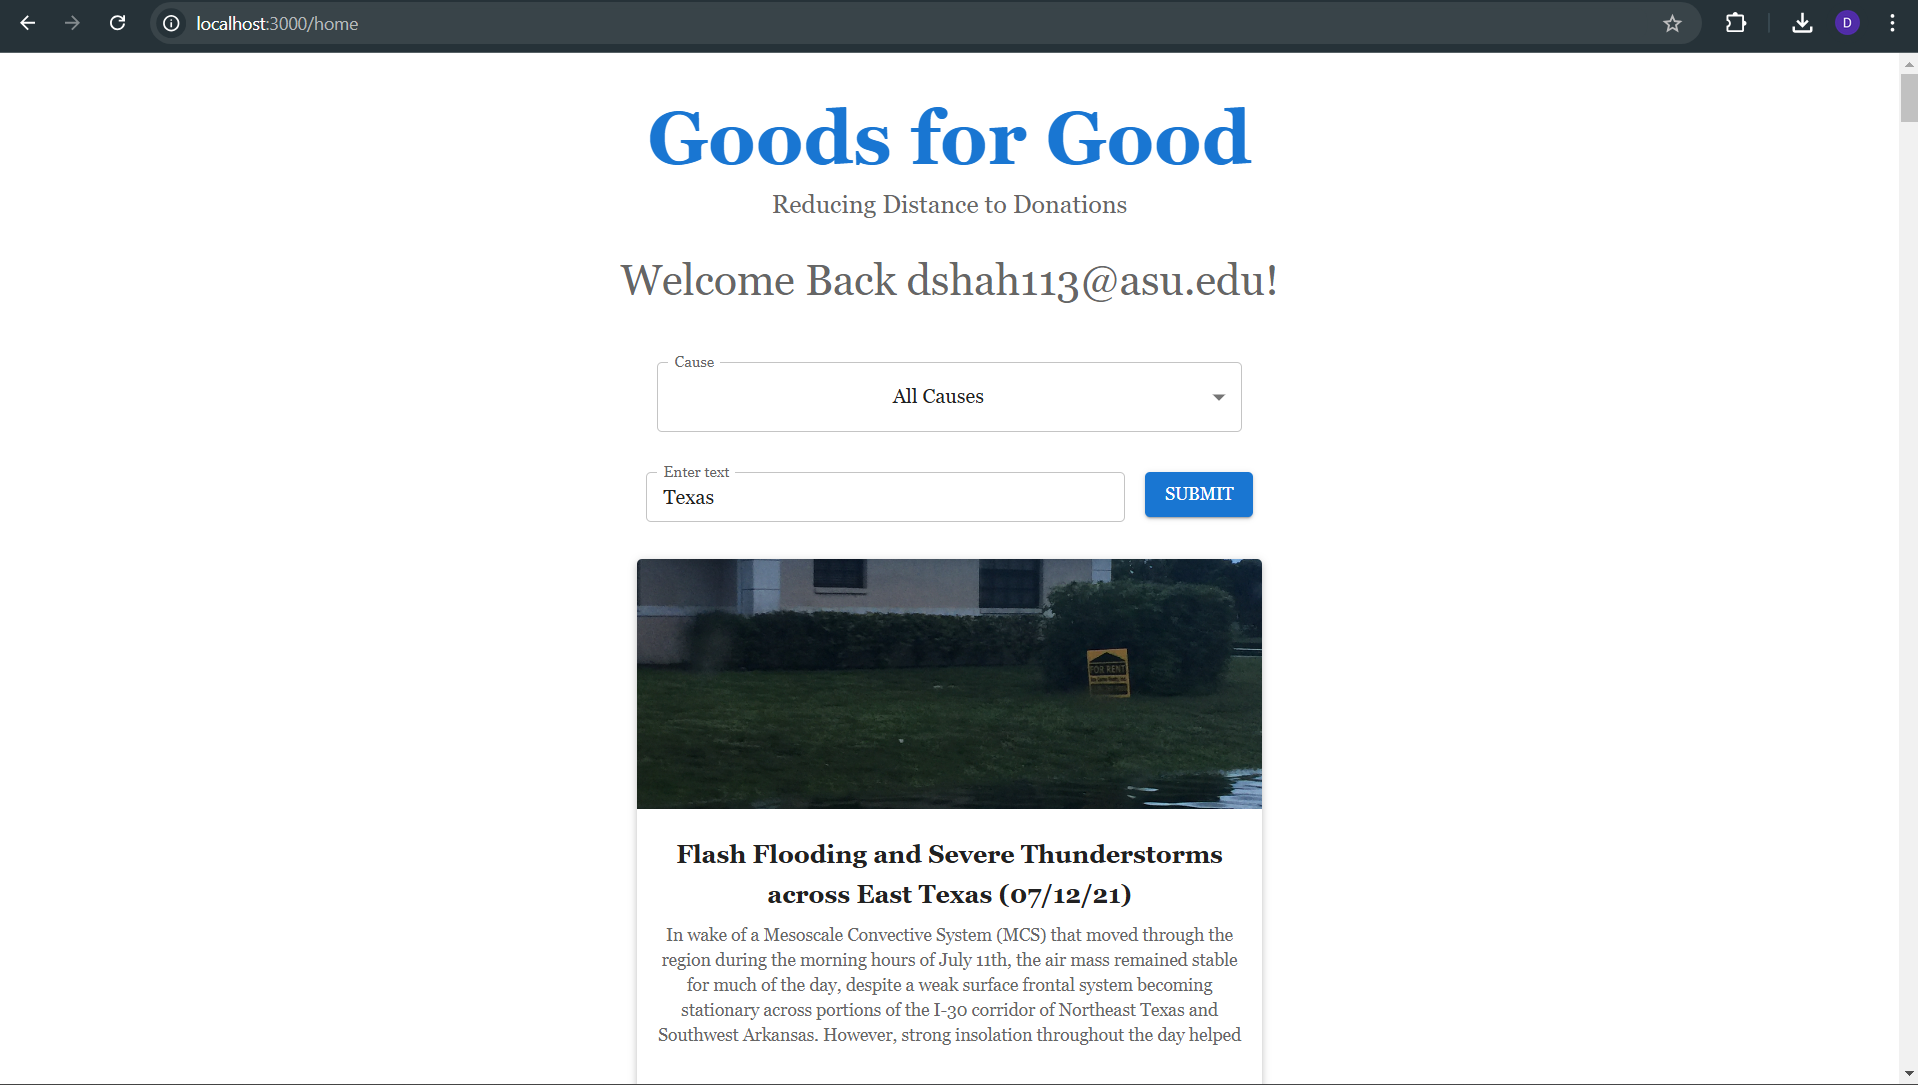 localhost:3000/home
D
Goods for Good
Reducing Distance to Donations
Welcome Back dshah113@asu.edu!
Cause
All Causes
Enter text
Texas
SUBMIT
FOR RENT
Flash Flooding and Severe Thunderstorms
across East Texas (07/12/21)
In wake of a Mesoscale Convective System (MCS) that moved through the
region during the morning hours of July 11th, the air mass remained stable
for much of the day, despite a weak surface frontal system becoming
stationary across portions of the I-30 corridor of Northeast Texas and
Southwest Arkansas. However, strong insolation throughout the day helped